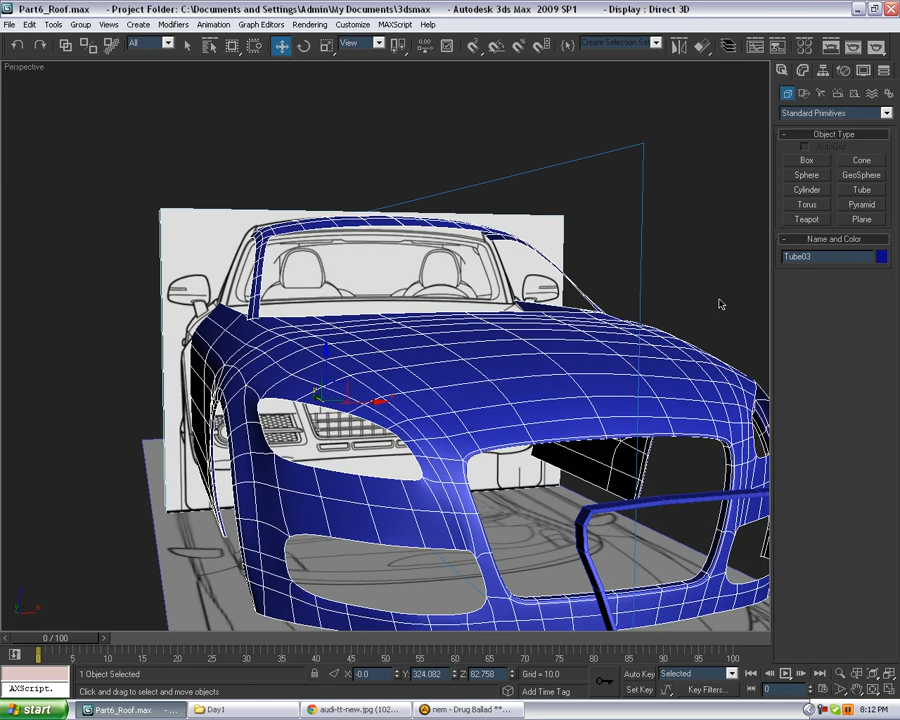 Part6_Roof.max - Project Folder: C:\Documents and Settings\Admin\My Documents\3dsmax - Autodesk 3ds Max 2009 SP1 - Display : Direct 3D
File Edit Tools Group Views Create Modifiers Animation Graph Editors Rendering Customize MAXScript Help
All View Create Selection Se
Perspective
Standard Primitives
- Object Type
AutoGrid
Box Cone
Sphere GeoSphere
Cylinder Tube
Torus Pyramid
Teapot Plane
- Name and Color
Tube03
< 0 / 100 >
0 5 10 15 20 25 30 35 40 45 50 55 60 65 70 75 80 85 90 95 100
1 Object Selected X: -0.0 Y: 324.082 Z: 82.758 Grid = 10.0 Auto Key Selected
'AXScript. Click and drag to select and move objects Add Time Tag Set Key Key Filters... 0
start Part6_Roof.max - ... Day1 audi-tt-new.jpg (102... nem - Drug Ballad **... 8:12 PM